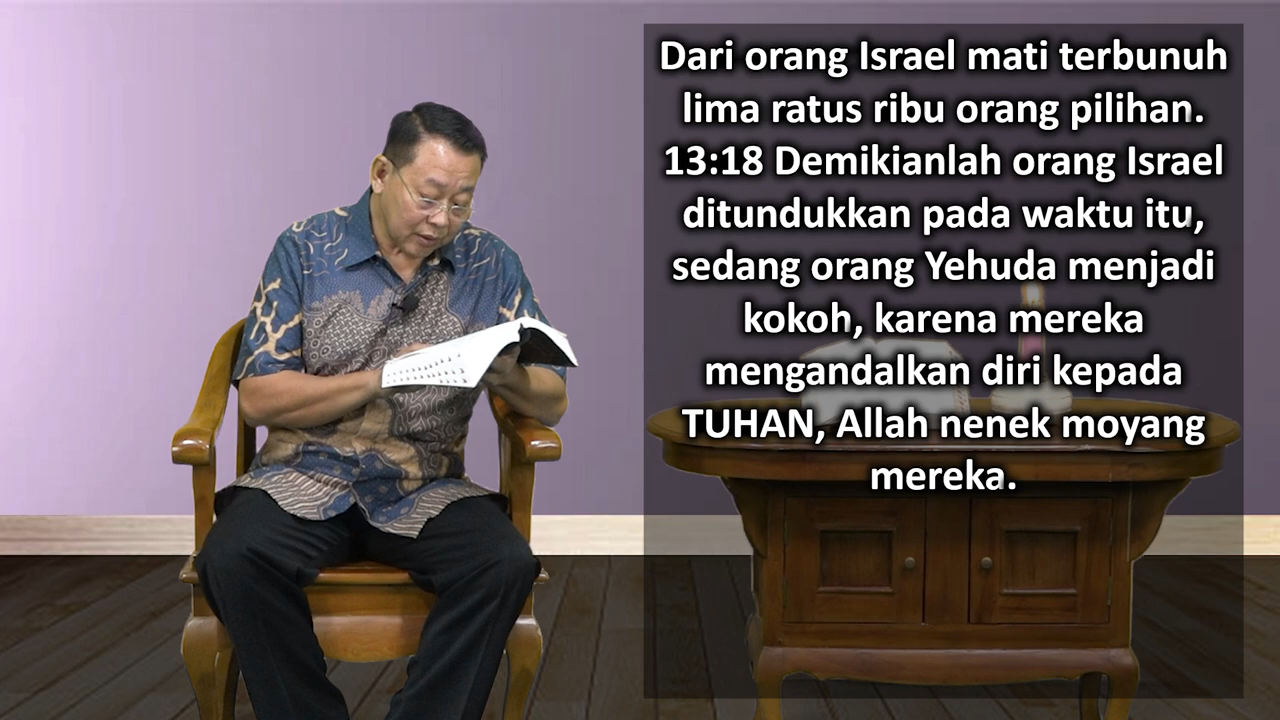 Dari orang Israel mati terbunuh
lima ratus ribu orang pilihan.
13:18 Demikianlah orang Israel
ditundukkan pada waktu itu,
sedang orang Yehuda menjadi
kokoh, karena mereka
mengandalkan diri kepada
TUHAN, Allah nenek moyang
mereka.